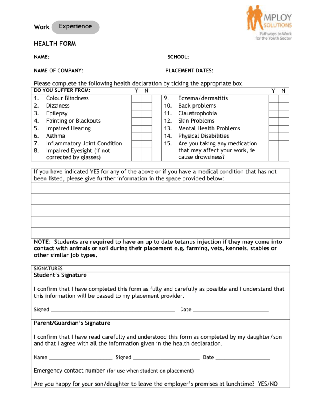 Work Experience
MPLOY
SOLUTIONS
Pathways to Work
for the Fourth Sector
HEALTH FORM
NAME: SCHOOL:
NAME OF COMPANY: PLACEMENT DATES:
Please complete the following health declaration by ticking the appropriate box
DO YOU SUFFER FROM: Y N Y N
1. Colour Blindness 9. Eczema/dermatitis
2. Dizziness 10. Back problems
3. Epilepsy 11. Claustrophobia
4. Fainting or Blackouts 12. Skin Problems
5. Impaired Hearing 13. Mental Health Problems
6. Asthma 14. Physical Disabilities
7. Inflammatory Joint Condition 15. Are you taking any medication
8. Impaired Eyesight (if not that may affect your work, ie
corrected by glasses) cause drowsiness?
If you have indicated YES for any of the above or if you have a medical condition that has not
been listed, please give further information in the space provided below:
NOTE: Students are required to have an up to date tetanus injection if they may come into
contact with animals or soil during their placement e.g. farming, vets, kennels, stables or
other similar job types.
SIGNATURES
Student's Signature
I confirm that I have completed this form as fully and carefully as possible and I understand that
this information will be passed to my placement provider.
Signed Date
Parent/Guardian's Signature
I confirm that I have read carefully and understood this form as completed by my daughter/son
and that I agree with all the information given in the health declaration.
Name Signed Date
Emergency contact number (for use when student on placement)
Are you happy for your son/daughter to leave the employer's premises at lunchtime? YES/NO